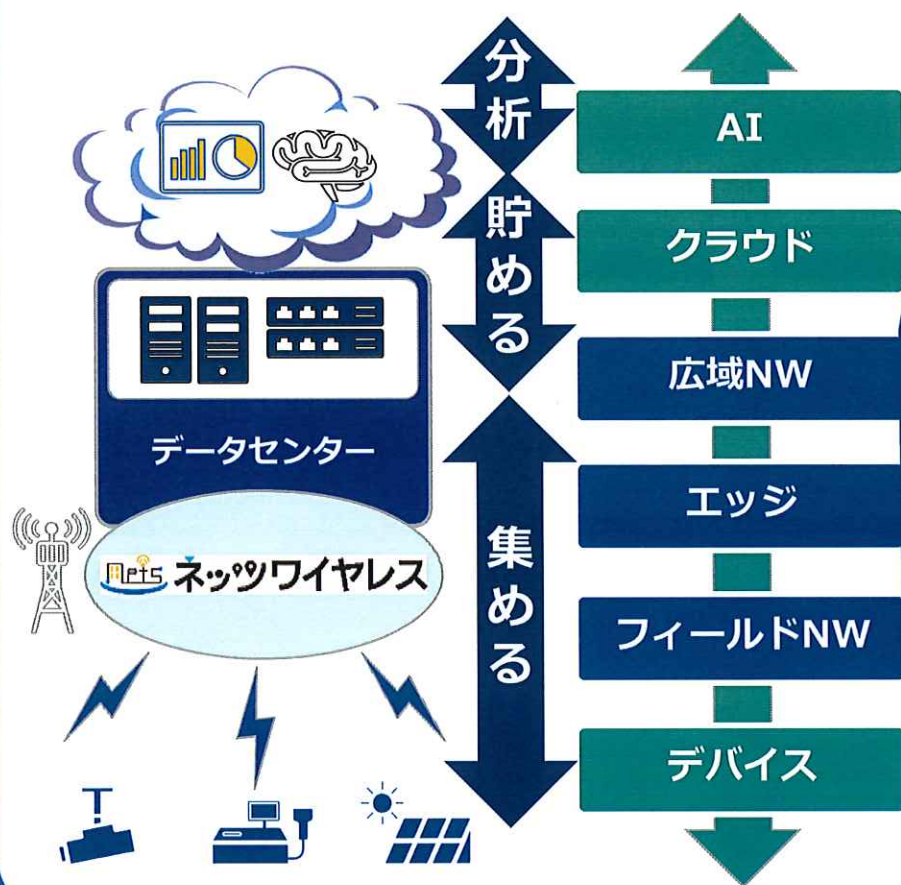 分析
AI
貯める
クラウド
広域NW
データセンター
エッジ
集める
Nets ネッツワイヤレス
フィールドNW
デバイス